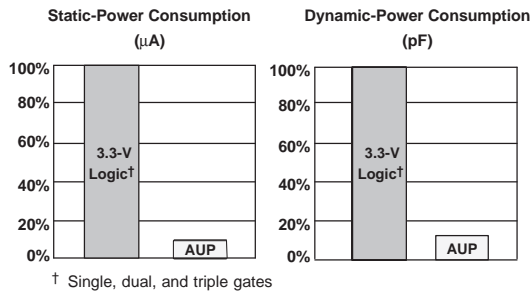 Static-Power Consumption
(μA)
100%
80%
60%
40%
20%
0%
3.3-V
Logic†
AUP
Dynamic-Power Consumption
(pF)
100%
80%
60%
40%
20%
0%
3.3-V
Logic†
AUP
† Single, dual, and triple gates